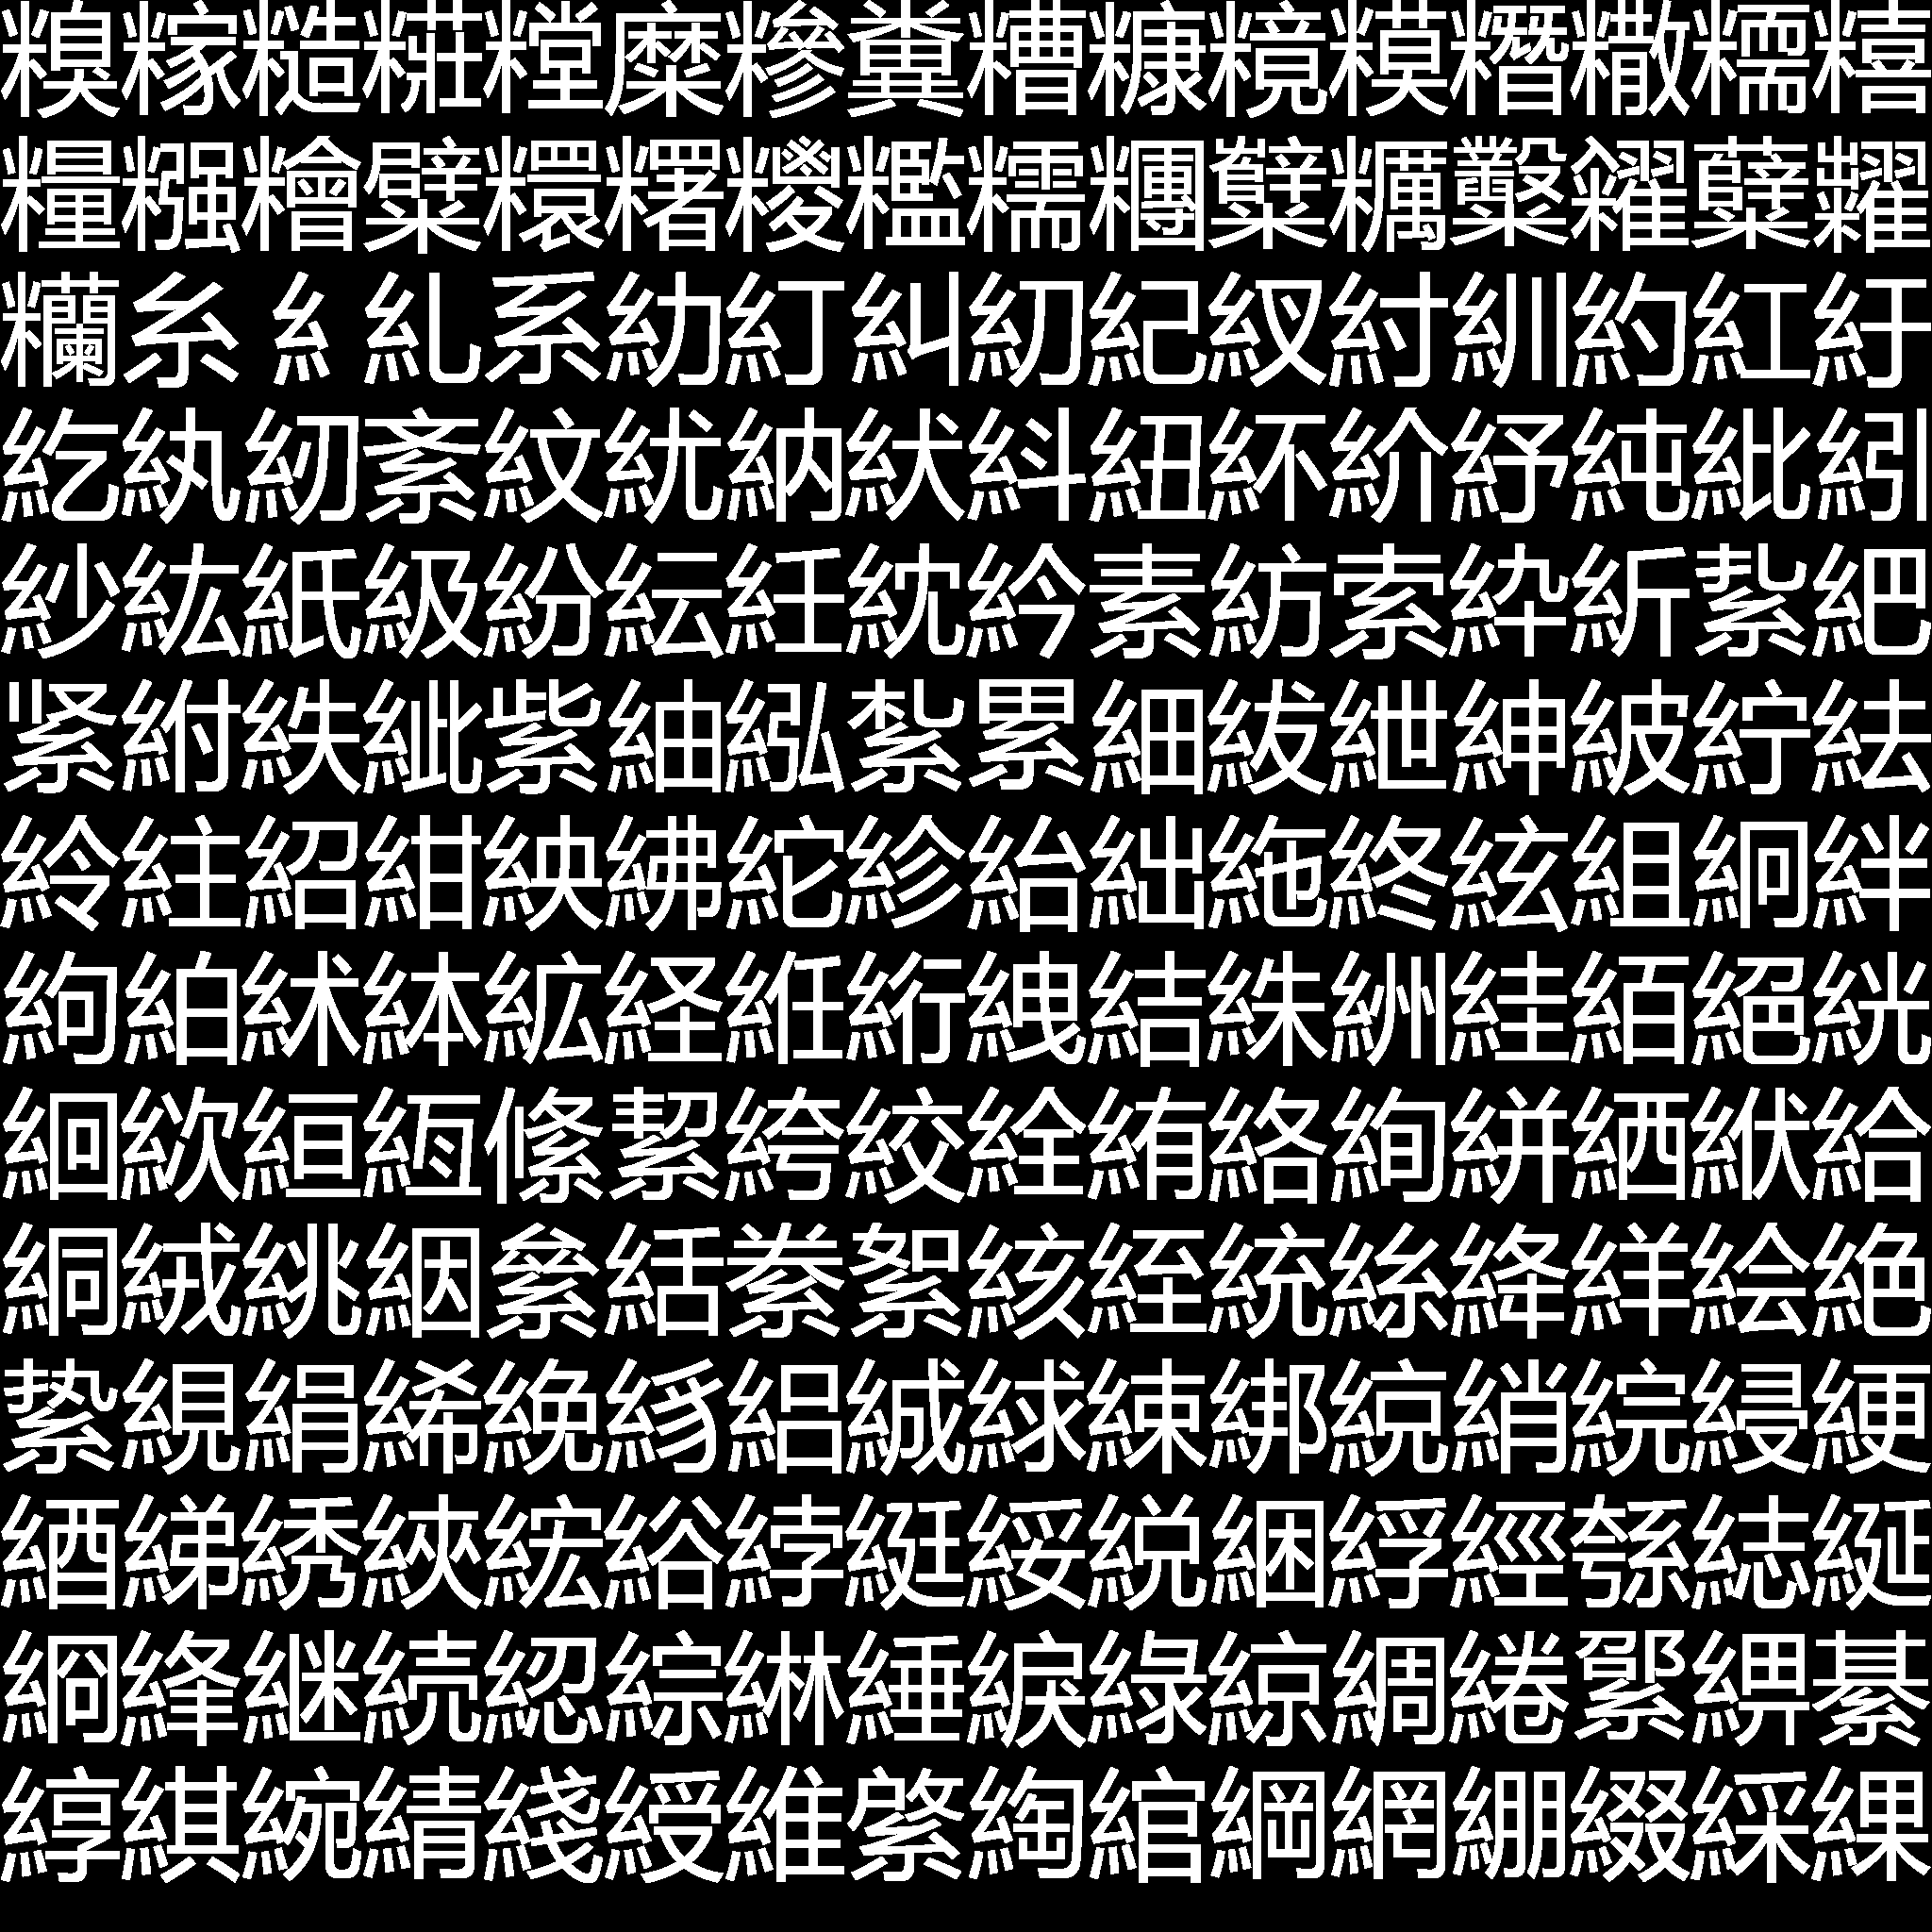 糗糘糙糚糛糜糝糞糟糠糡糢糣糤糥糦
糧糨糩糪糫糬糭糮糯糰糱糲糳糴糵糶
糷糸糹糺系糼糽糾糿紀紁紂紃約紅紆
紇紈紉紊紋紌納紎紏紐紑紒紓純紕紖
紗紘紙級紛紜紝紞紟素紡索紣紤紥紦
紧紨紩紪紫紬紭紮累細紱紲紳紴紵紶
紷紸紹紺紻紼紽紾紿絀絁終絃組絅絆
絇絈絉絊絋経絍絎絏結絑絒絓絔絕絖
絗絘絙絚絛絜絝絞絟絠絡絢絣絤絥給
絧絨絩絪絫絬絭絮絯絰統絲絳絴絵絶
絷絸絹絺絻絼絽絾絿綀綁綂綃綄綅綆
綇綈綉綊綋綌綍綎綏綐綑綒經綔綕綖
綗綘継続綛綜綝綞綟綠綡綢綣綤綥綦
綧綨綩綪綫綬維綮綯綰綱網綳綴綵綶